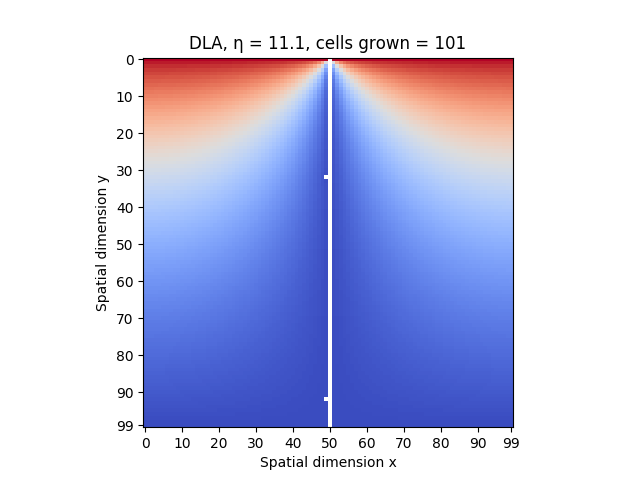 DLA, η = 11.1, cells grown = 101
0
10
20
30
40
50
60
70
80
90
99
Spatial dimension y
0 10 20 30 40 50 60 70 80 90 99
Spatial dimension x